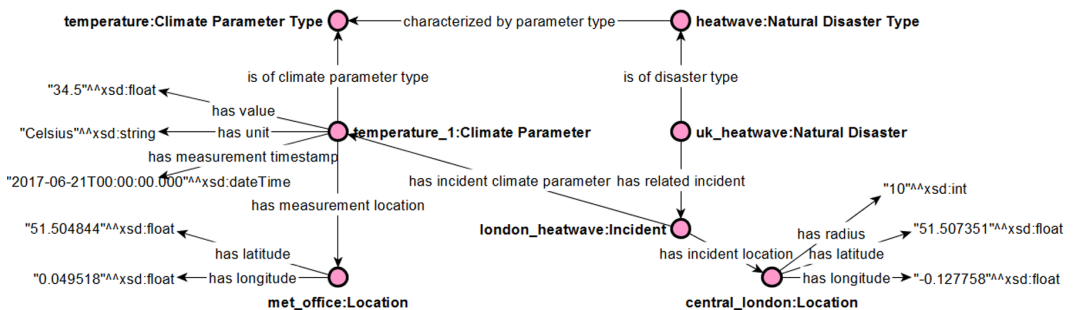 temperature:Climate Parameter Type
characterized by parameter type
heatwave:Natural Disaster Type
is of climate parameter type
is of disaster type
"34.5"^^xsd:float
has value
"Celsius"^^xsd:string
has unit
temperature_1:Climate Parameter
uk_heatwave:Natural Disaster
has measurement timestamp
"2017-06-21T00:00:00.000"^^xsd:dateTime
has incident climate parameter
has related incident
"10"^^xsd:int
has measurement location
"51.504844"^^xsd:float
london_heatwave:Incident
has radius
"51.507351"^^xsd:float
has latitude
has incident location
has latitude
"0.049518"^^xsd:float
has longitude
has longitude
"-0.127758"^^xsd:float
met_office:Location
central_london:Location